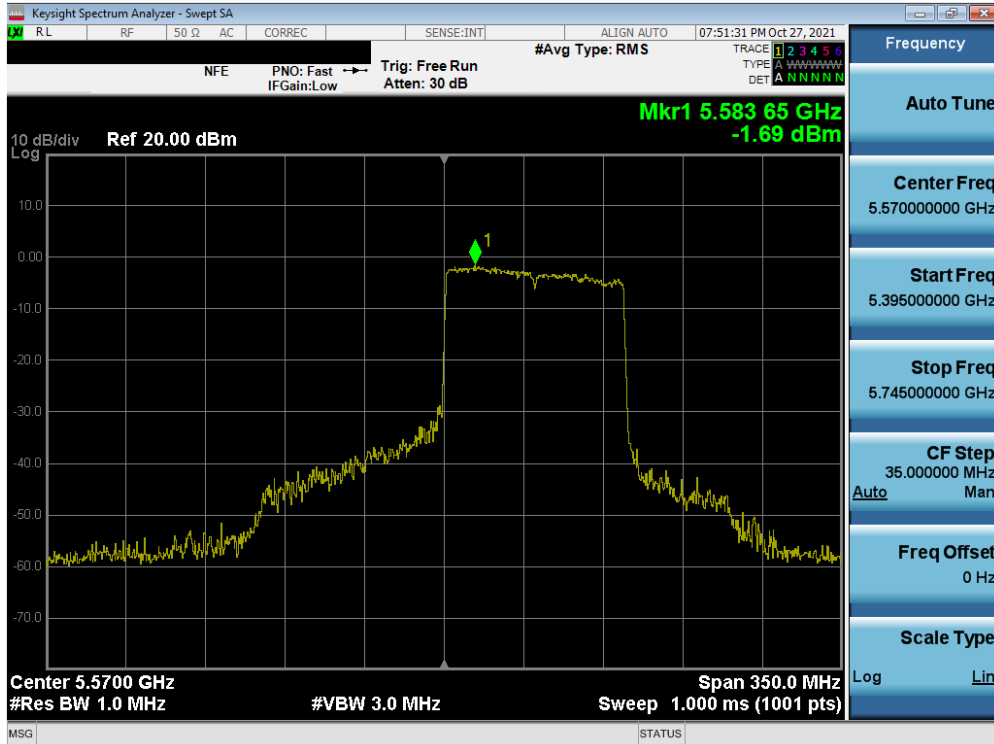 Keysight Spectrum Analyzer - Swept SA
LXI RL RF 50 Ω AC CORREC SENSE:INT ALIGN AUTO 07:51:31 PM Oct 27, 2021
NFE PNO: Fast Trig: Free Run #Avg Type: RMS TRACE 1 2 3 4 5 6
IFGain:Low Atten: 30 dB TYPE A WWWWW
DET A N N N N N
Mkr1 5.583 65 GHz
-1.69 dBm
10 dB/div Ref 20.00 dBm
Log
10.0
1
0.00
-10.0
-20.0
-30.0
-40.0
-50.0
-60.0
-70.0
Center 5.5700 GHz Span 350.0 MHz
#Res BW 1.0 MHz #VBW 3.0 MHz Sweep 1.000 ms (1001 pts)
MSG STATUS
Frequency
Auto Tune
Center Freq
5.570000000 GHz
Start Freq
5.395000000 GHz
Stop Freq
5.745000000 GHz
CF Step
35.000000 MHz
Auto Man
Freq Offset
0 Hz
Scale Type
Log Lin